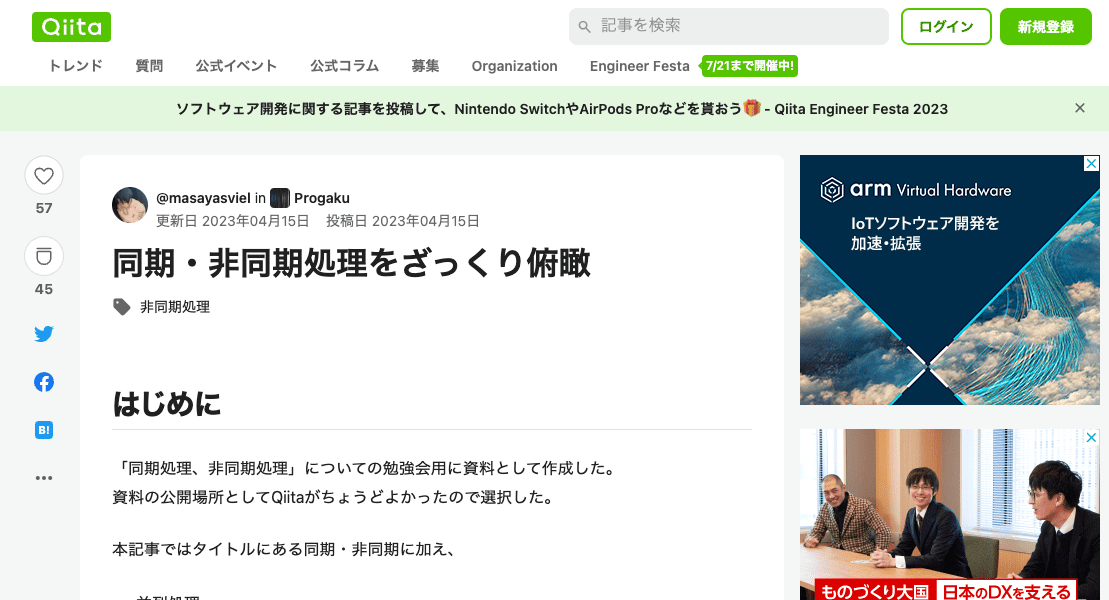 Qiita
記事を検索
ログイン
新規登録
トレンド 質問 公式イベント 公式コラム 募集 Organization Engineer Festa 7/21まで開催中!
ソフトウェア開発に関する記事を投稿して、Nintendo SwitchやAirPods Proなどを貰おう🎁 - Qiita Engineer Festa 2023
57
45
B!
@masayasviel in Progaku
更新日 2023年04月15日 投稿日 2023年04月15日
同期・非同期処理をざっくり俯瞰
非同期処理
はじめに
「同期処理、非同期処理」についての勉強会用に資料として作成した。
資料の公開場所としてQiitaがちょうどよかったので選択した。
本記事ではタイトルにある同期・非同期に加え、
並列処理
arm Virtual Hardware
IoTソフトウェア開発を
加速・拡張
ものづくり大国 日本のDXを支える